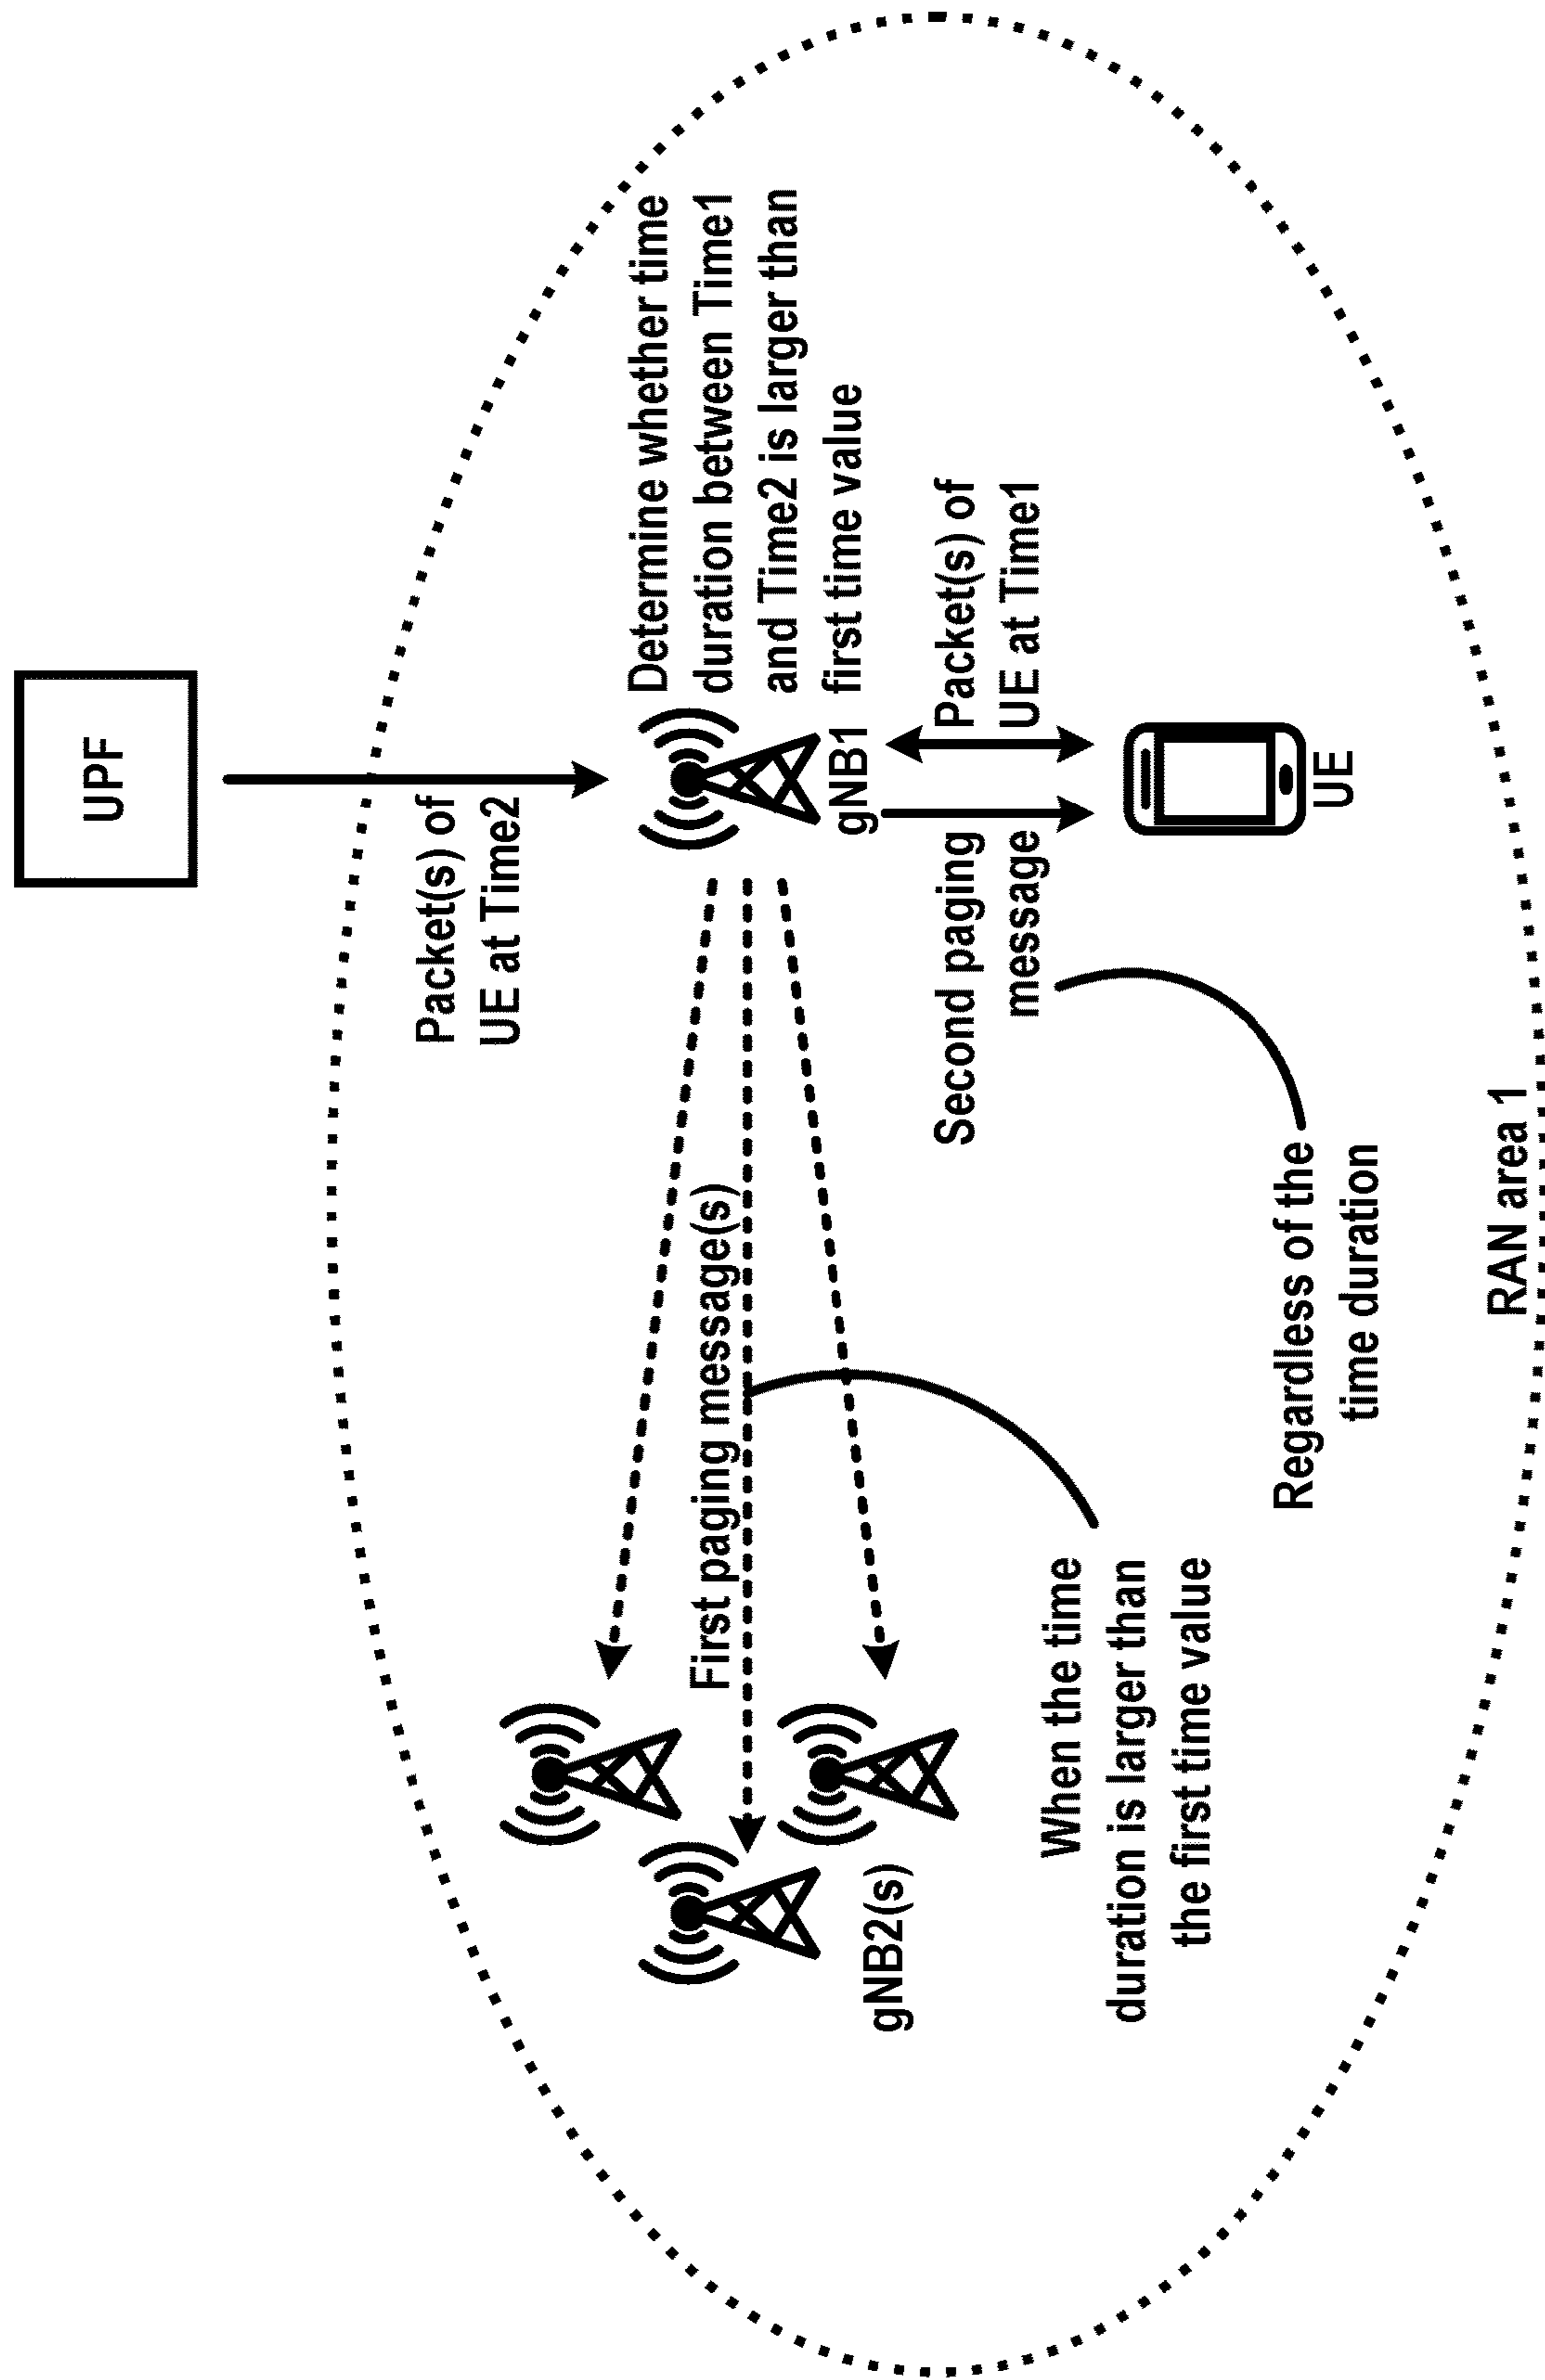 UPF
Packet(s) of
UE at Time2
Determine whether time
duration between Time1
and Time2 is larger than
first time value
gNB1
First paging message(s)
gNB2(s)
Second paging
message
Packet(s) of
UE at Time1
UE
When the time
duration is larger than
the first time value
Regardless of the
time duration
RAN area 1